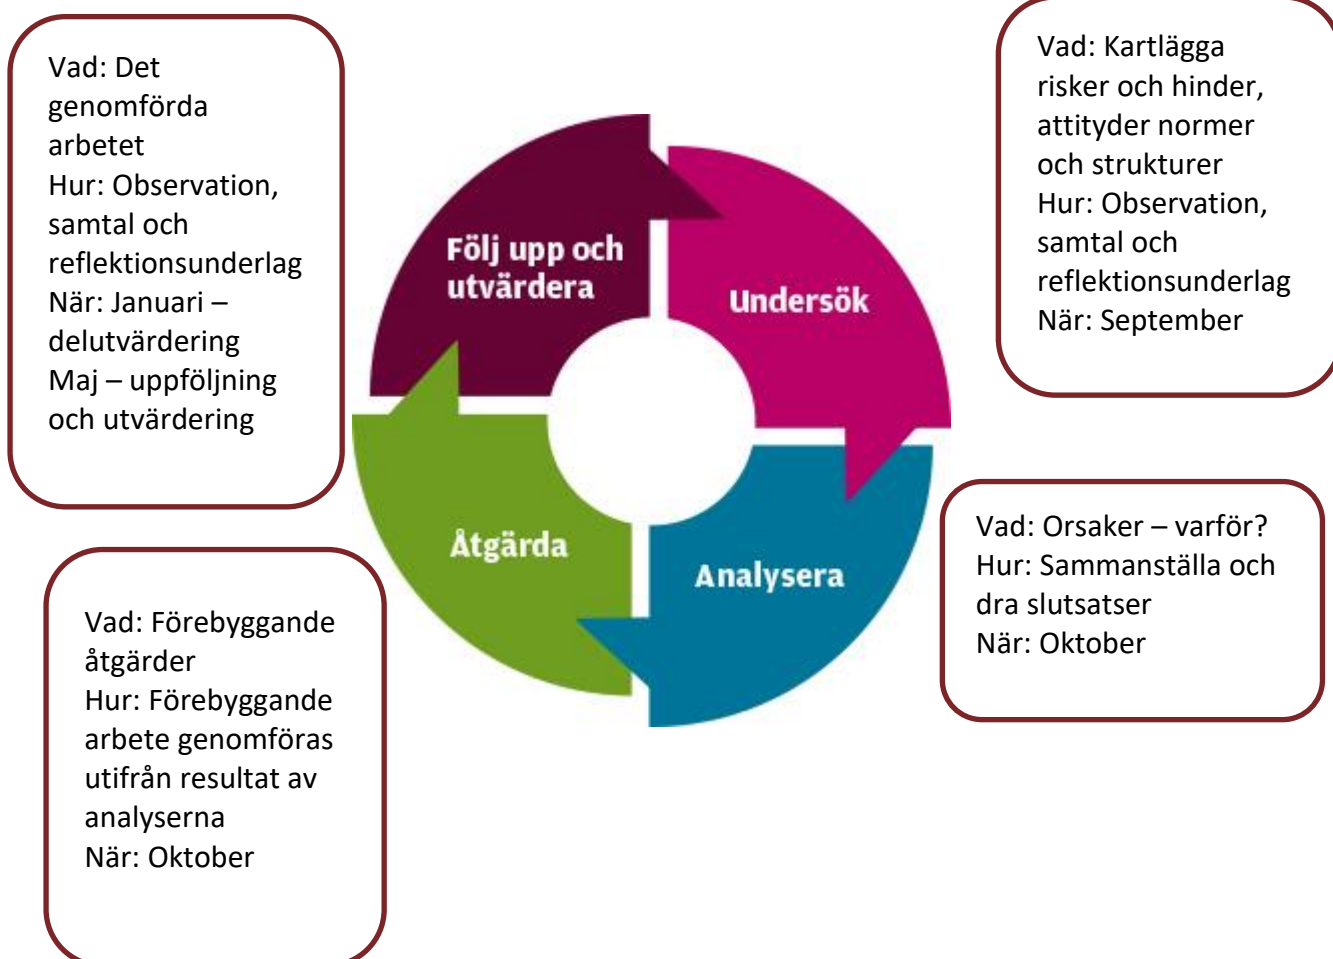 Vad: Det
genomförda
arbetet
Hur: Observation,
samtal och
reflektionsunderlag
När: Januari –
delutvärdering
Maj – uppföljning
och utvärdering
Vad: Kartlägga
risker och hinder,
attityder normer
och strukturer
Hur: Observation,
samtal och
reflektionsunderlag
När: September
Följ upp och
utvärdera
Undersök
Åtgärda
Analysera
Vad: Orsaker – varför?
Hur: Sammanställa och
dra slutsatser
När: Oktober
Vad: Förebyggande
åtgärder
Hur: Förebyggande
arbete genomföras
utifrån resultat av
analyserna
När: Oktober